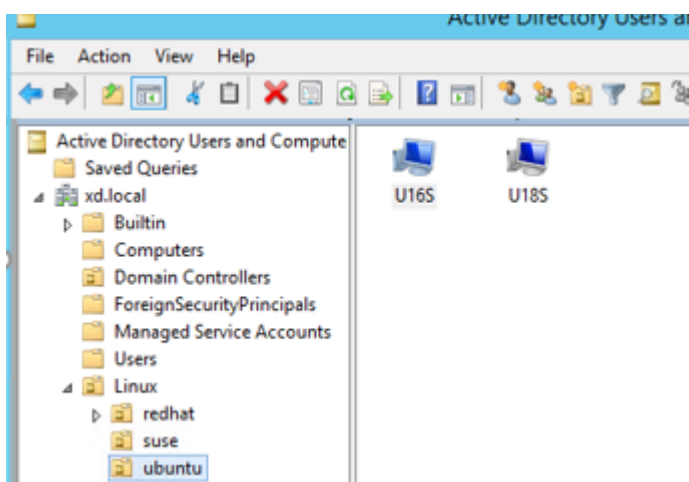 Active Directory Users a
File Action View Help
Active Directory Users and Compute
Saved Queries
xd.local
Builtin
Computers
Domain Controllers
ForeignSecurityPrincipals
Managed Service Accounts
Users
Linux
redhat
suse
ubuntu
U16S U18S